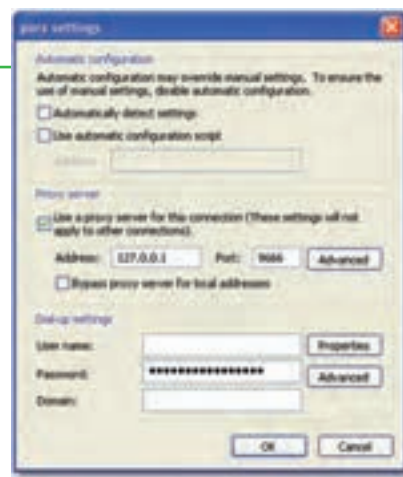 settings
Automatic configuration
Automatic configuration may override manual settings. To ensure the
use of manual settings, disable automatic configuration.
Automatically detect settings
Use automatic configuration script
Address
Proxy server
Use a proxy server for this connection (These settings will not
apply to other connections).
Address: 127.0.0.1 Port: 9666 Advanced
Bypass proxy server for local addresses
Dial-up settings
User name: Properties
Password: •••••••••••••••• Advanced
Domain:
OK Cancel